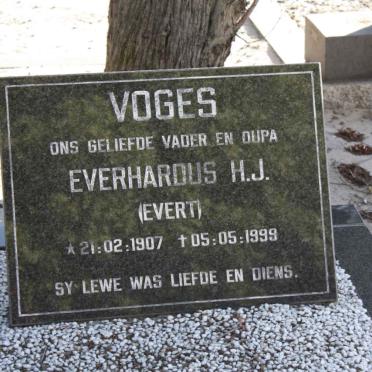 VOGES
ONS GELIEFDE VADER EN OUPA
EVERHARDUS H.J.
(EVERT)
* 21·02·1907 †05·05·1999
SY LEWE WAS LIEFDE EN DIENS.